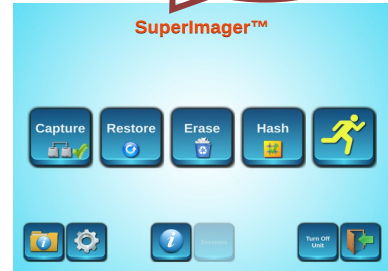 SuperImager™
Capture
Restore
Erase
Hash
Turn Off
Unit